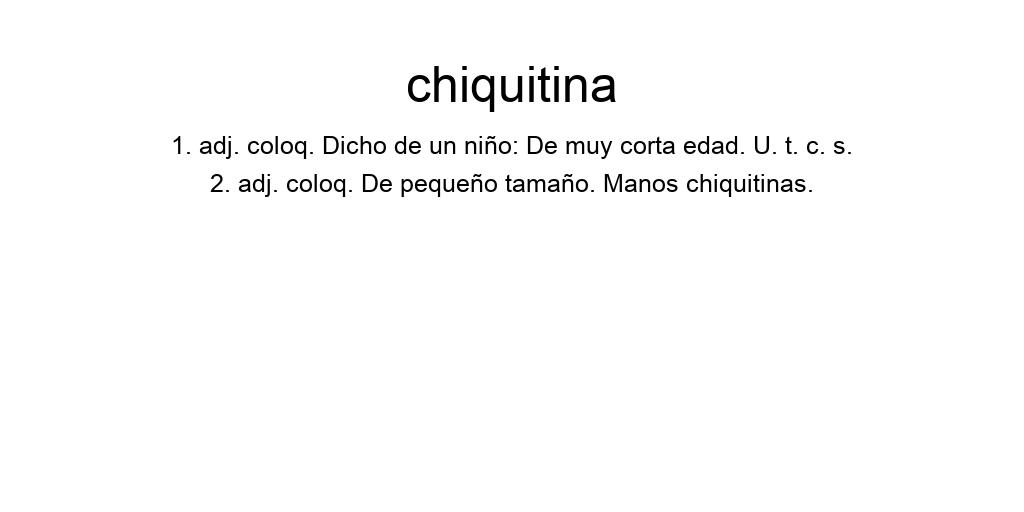 chiquitina
1. adj. coloq. Dicho de un niño: De muy corta edad. U. t. c. s.
2. adj. coloq. De pequeño tamaño. Manos chiquitinas.